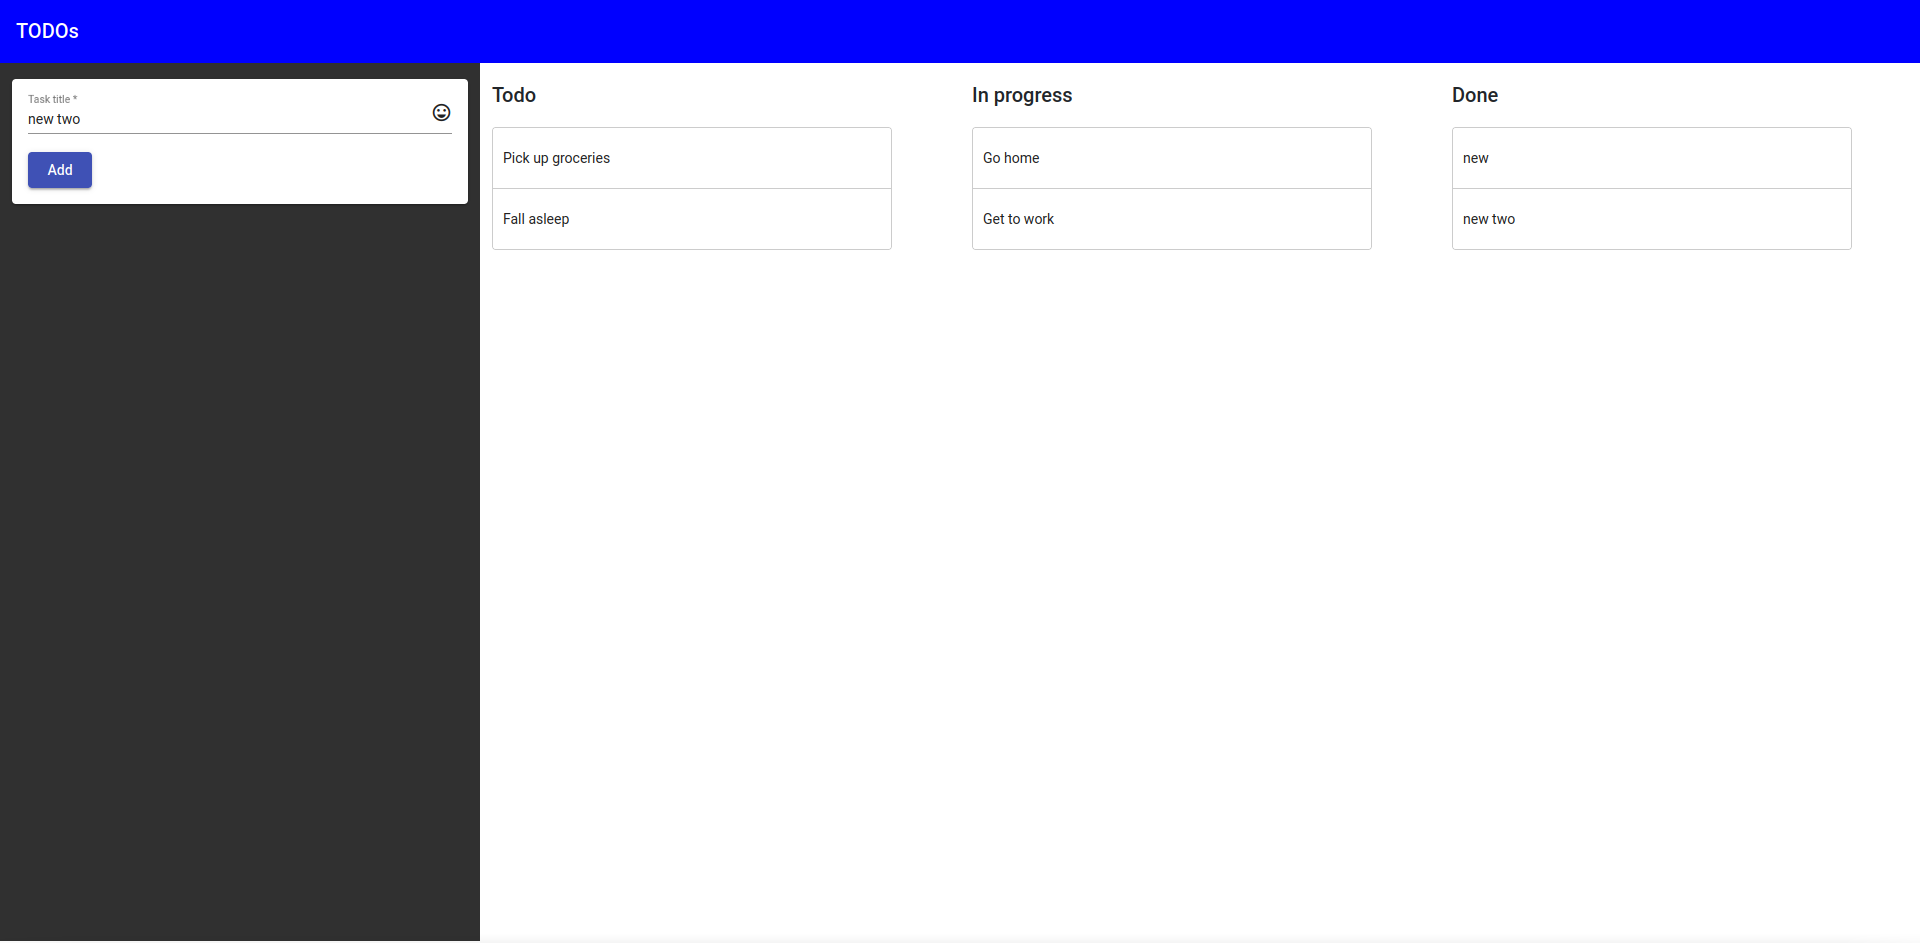 TODOs
Task title *
new two
Add
Todo
Pick up groceries
Fall asleep
In progress
Go home
Get to work
Done
new
new two